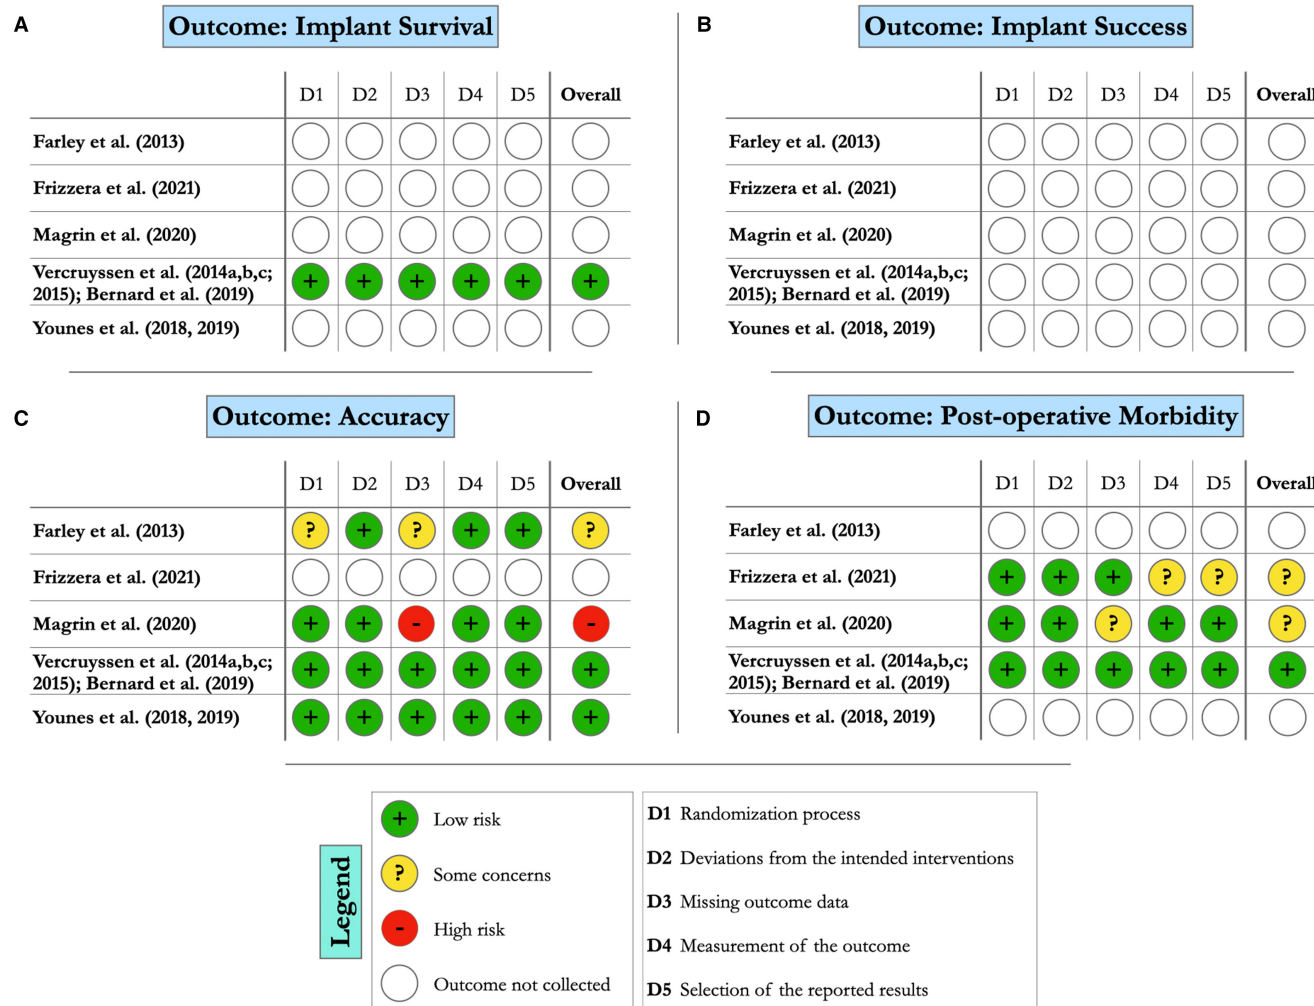 A
Outcome: Implant Survival
D1 D2 D3 D4 D5 Overall
Farley et al. (2013)
Frizzera et al. (2021)
Magrin et al. (2020)
Vercruyssen et al. (2014a,b,c;
2015); Bernard et al. (2019)
+ + + + + +
Younes et al. (2018, 2019)
B
Outcome: Implant Success
D1 D2 D3 D4 D5 Overall
Farley et al. (2013)
Frizzera et al. (2021)
Magrin et al. (2020)
Vercruyssen et al. (2014a,b,c;
2015); Bernard et al. (2019)
Younes et al. (2018, 2019)
C
Outcome: Accuracy
D1 D2 D3 D4 D5 Overall
Farley et al. (2013) ? + ? + + ?
Frizzera et al. (2021)
Magrin et al. (2020) + + - + + -
Vercruyssen et al. (2014a,b,c;
2015); Bernard et al. (2019)
+ + + + + +
Younes et al. (2018, 2019) + + + + + +
D
Outcome: Post-operative Morbidity
D1 D2 D3 D4 D5 Overall
Farley et al. (2013)
Frizzera et al. (2021) + + + ? ? ?
Magrin et al. (2020) + + ? + + ?
Vercruyssen et al. (2014a,b,c;
2015); Bernard et al. (2019)
+ + + + + +
Younes et al. (2018, 2019)
Legend
+ Low risk
? Some concerns
- High risk
Outcome not collected
D1 Randomization process
D2 Deviations from the intended interventions
D3 Missing outcome data
D4 Measurement of the outcome
D5 Selection of the reported results